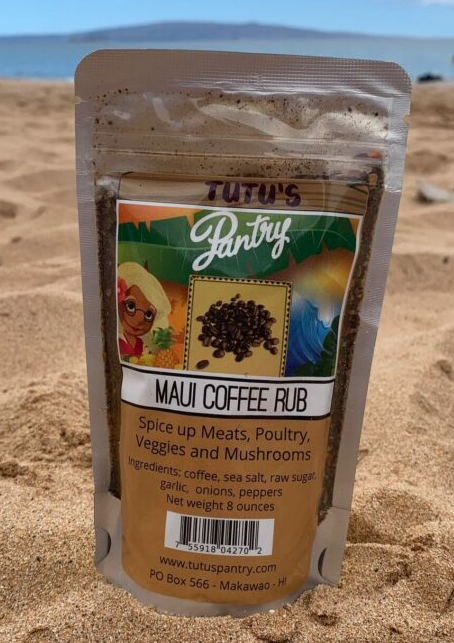 TUTU'S
Pantry
MAUI COFFEE RUB
Spice up Meats, Poultry,
Veggies and Mushrooms
Ingredients: coffee, sea salt, raw sugar,
garlic, onions, peppers
Net weight 8 ounces
7 55918 04270 2
www.tutuspantry.com
PO Box 566 - Makawao - HI